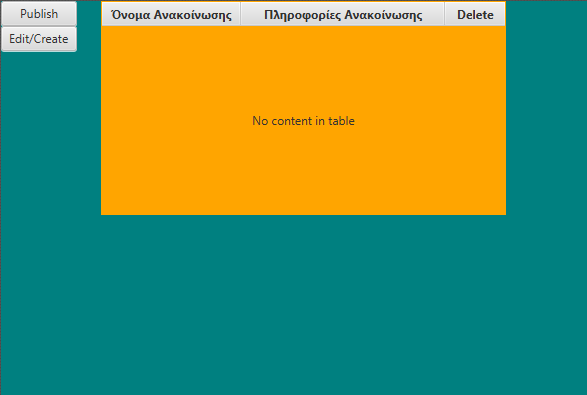 Publish
Όνομα Ανακοίνωσης
Πληροφορίες Ανακοίνωσης
Delete
Edit/Create
No content in table